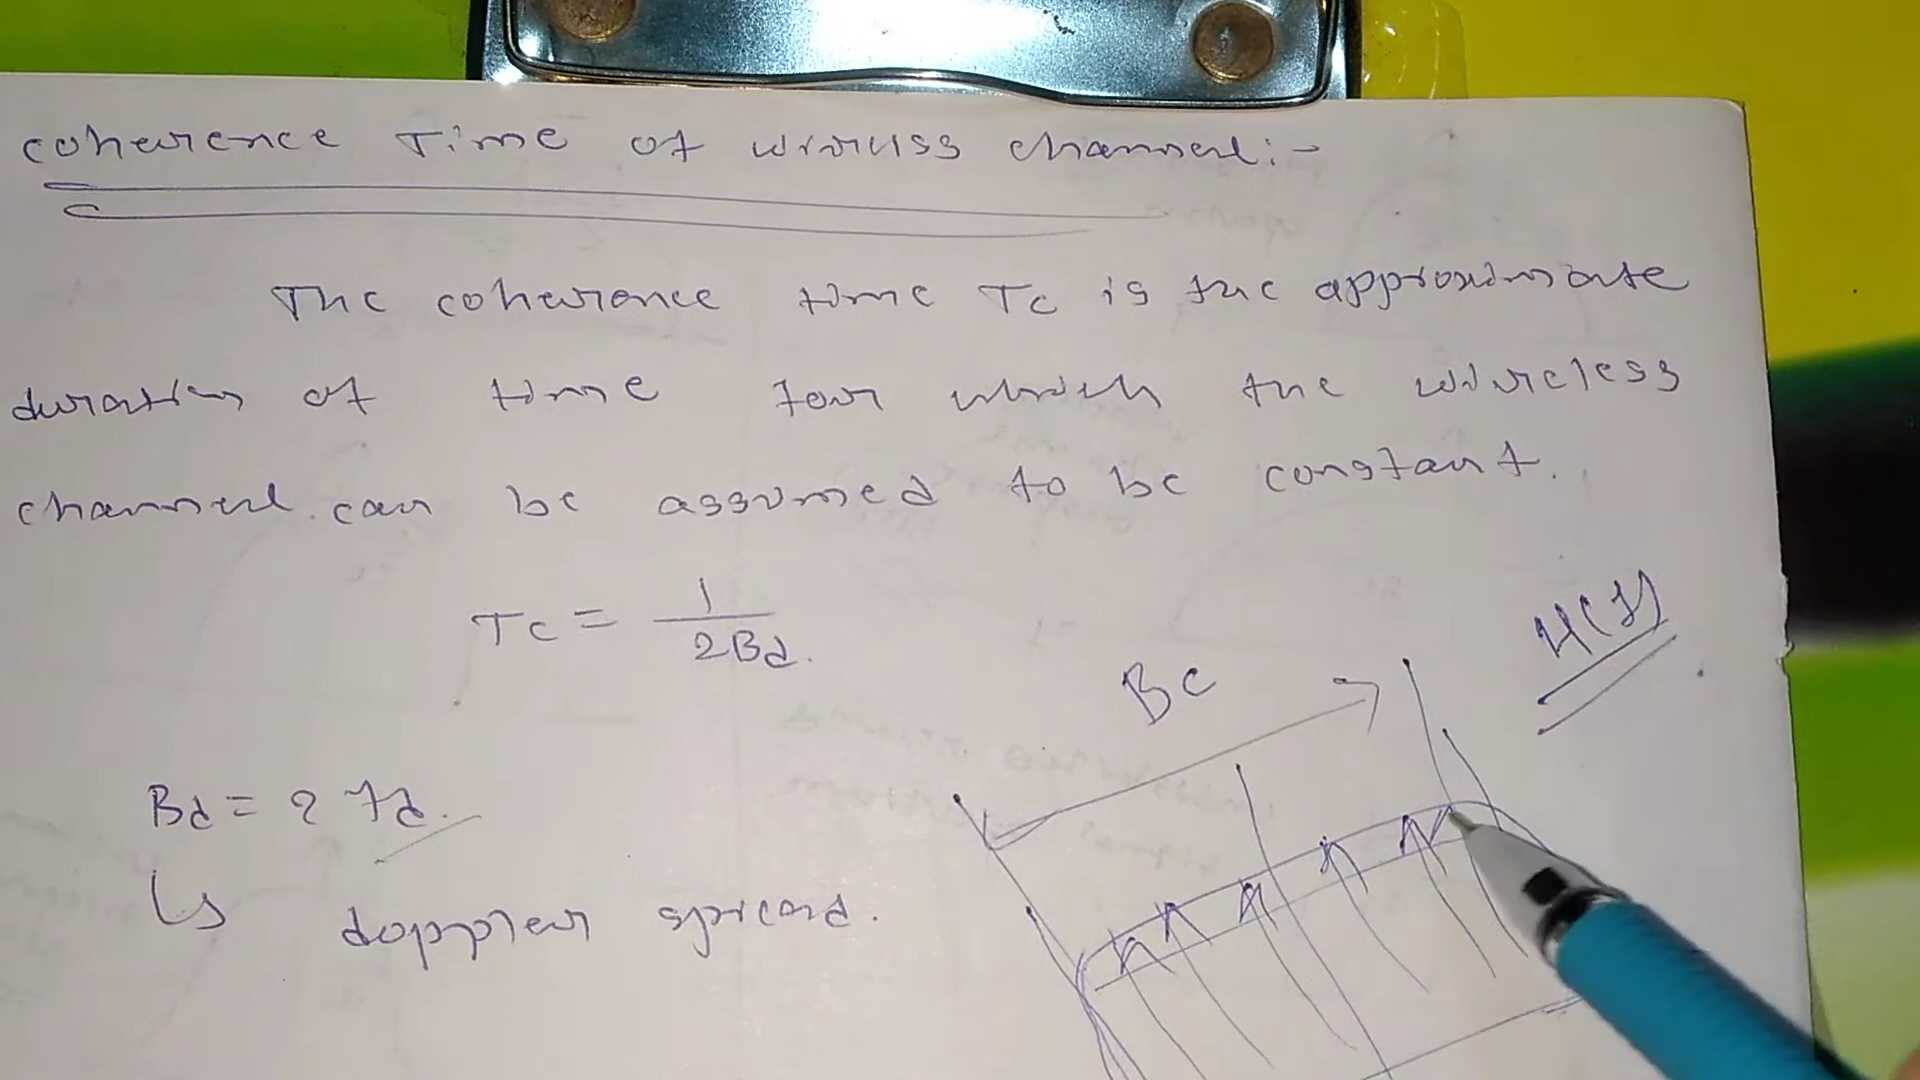 coherence Time of wireless channel:-
The coherence time Tc is the approximate
duration of time for which the wireless
channel can be assumed to be constant.
Tc = 1 / 2Bd.
H(f)
Bc
Bd = 2 fd.
doppler spread.